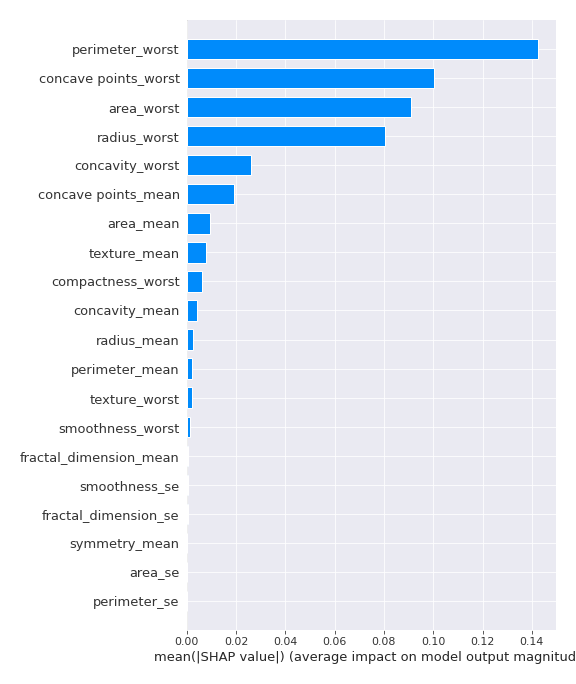 perimeter_worst
concave points_worst
area_worst
radius_worst
concavity_worst
concave points_mean
area_mean
texture_mean
compactness_worst
concavity_mean
radius_mean
perimeter_mean
texture_worst
smoothness_worst
fractal_dimension_mean
smoothness_se
fractal_dimension_se
symmetry_mean
area_se
perimeter_se
0.00 0.02 0.04 0.06 0.08 0.10 0.12 0.14
mean(|SHAP value|) (average impact on model output magnitud